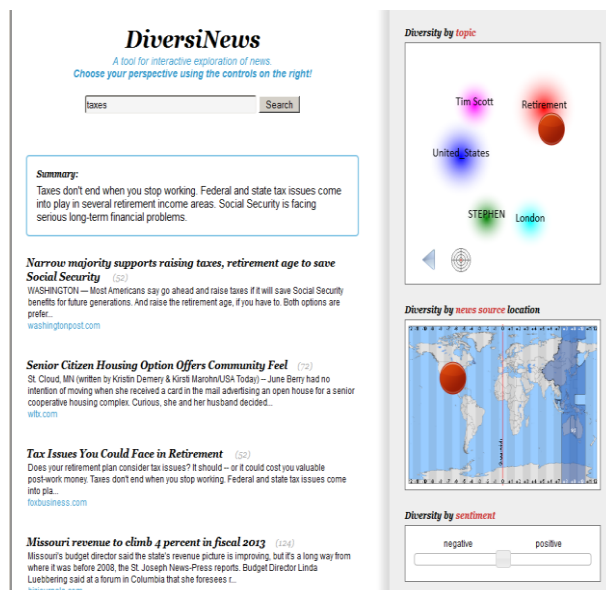 DiversiNews
A tool for interactive exploration of news.
Choose your perspective using the controls on the right!
taxes
Search
Summary:
Taxes don't end when you stop working. Federal and state tax issues come
into play in several retirement income areas. Social Security is facing
serious long-term financial problems.
Narrow majority supports raising taxes, retirement age to save
Social Security (52)
WASHINGTON — Most Americans say go ahead and raise taxes if it will save Social Security
benefits for future generations. And raise the retirement age, if you have to. Both options are
prefer...
washingtonpost.com
Senior Citizen Housing Option Offers Community Feel (72)
St. Cloud, MN (written by Kristin Demery & Kirsti Marohn/USA Today) – June Berry had no
intention of moving when she received a card in the mail advertising an open house for a senior
cooperative housing complex. Curious, she and her husband decided...
wltx.com
Tax Issues You Could Face in Retirement (52)
Does your retirement plan consider tax issues? It should – or it could cost you valuable
post-work money. Taxes don't end when you stop working. Federal and state tax issues come
into pla...
foxbusiness.com
Missouri revenue to climb 4 percent in fiscal 2013 (124)
Missouri's budget director said the state's revenue picture is improving, but it's a long way from
where it was before 2008, the St. Joseph News-Press reports. Budget Director Linda
Luebbering said at a forum in Columbia that she foresees r...
Diversity by topic
Tim Scott
Retirement
United_States
STEPHEN
London
Diversity by news source location
Diversity by sentiment
negative positive